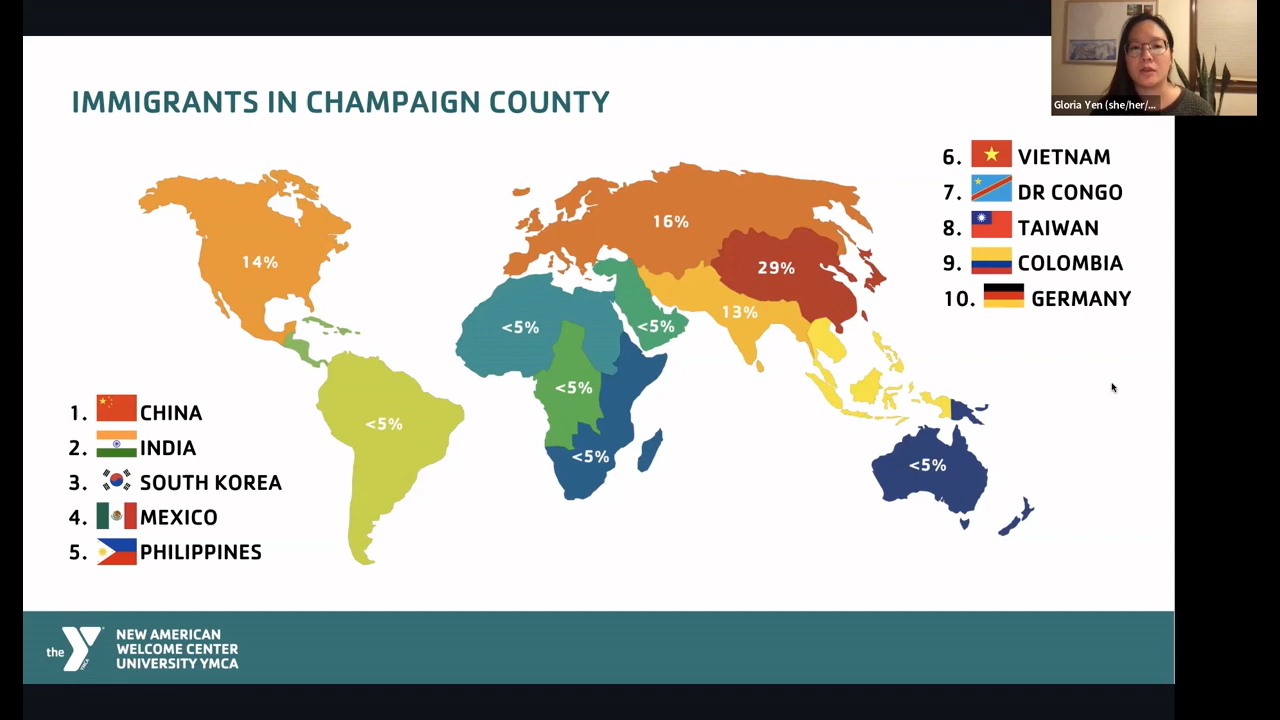 IMMIGRANTS IN CHAMPAIGN COUNTY
Gloria Yen (she/her/...
6. VIETNAM
7. DR CONGO
8. TAIWAN
9. COLOMBIA
10. GERMANY
16%
14%
29%
13%
<5%
<5%
<5%
<5%
<5%
<5%
1. CHINA
2. INDIA
3. SOUTH KOREA
4. MEXICO
5. PHILIPPINES
the Y
YMCA
NEW AMERICAN
WELCOME CENTER
UNIVERSITY YMCA